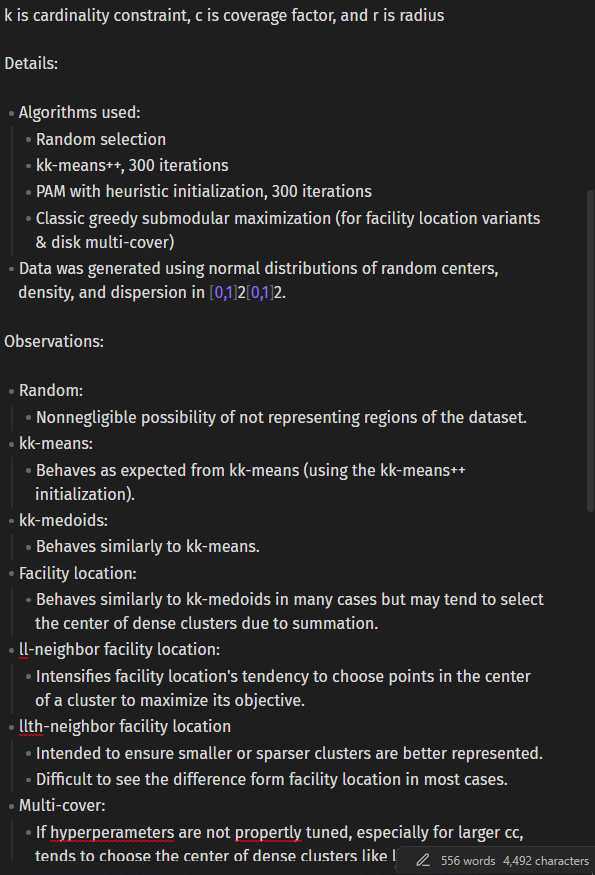 k is cardinality constraint, c is coverage factor, and r is radius
Details:
Algorithms used:
Random selection
kk-means++, 300 iterations
PAM with heuristic initialization, 300 iterations
Classic greedy submodular maximization (for facility location variants
& disk multi-cover)
Data was generated using normal distributions of random centers,
density, and dispersion in [0,1]2[0,1]2.
Observations:
Random:
Nonnegligible possibility of not representing regions of the dataset.
kk-means:
Behaves as expected from kk-means (using the kk-means++
initialization).
kk-medoids:
Behaves similarly to kk-means.
Facility location:
Behaves similarly to kk-medoids in many cases but may tend to select
the center of dense clusters due to summation.
ll-neighbor facility location:
Intensifies facility location's tendency to choose points in the center
of a cluster to maximize its objective.
llth-neighbor facility location
Intended to ensure smaller or sparser clusters are better represented.
Difficult to see the difference form facility location in most cases.
Multi-cover:
If hyperperameters are not propertly tuned, especially for larger cc,
tends to choose the center of dense clusters like
556 words 4,492 characters